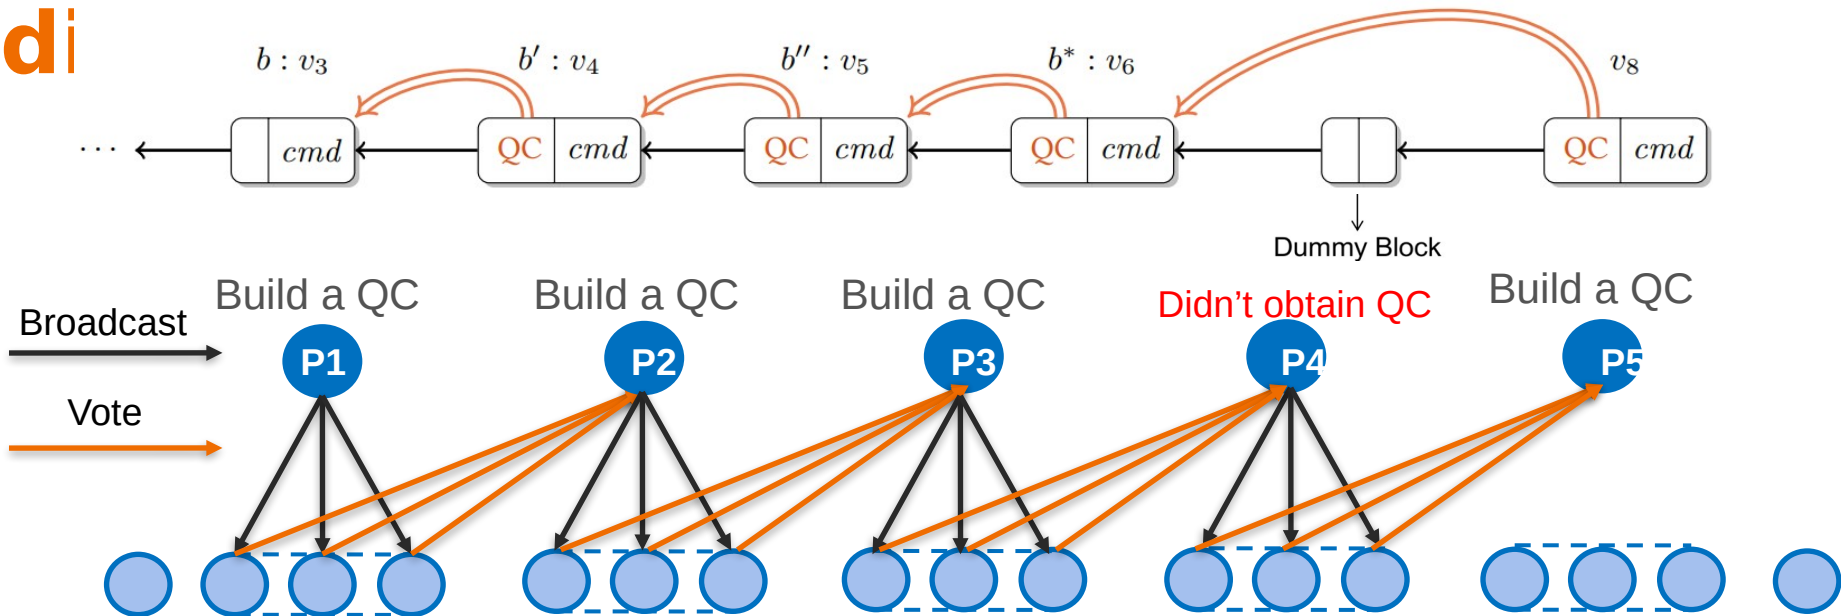 di
b : v₃ b′ : v₄ b″ : v₅ b* : v₆ v₈
··· cmd QC cmd QC cmd QC cmd QC cmd
Dummy Block
Build a QC Build a QC Build a QC Didn’t obtain QC Build a QC
Broadcast
P1 P2 P3 P4 P5
Vote